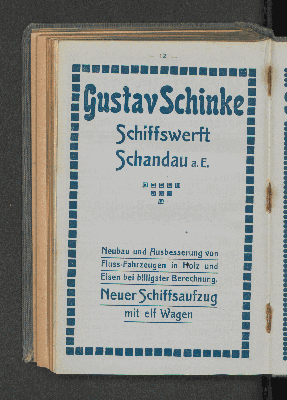 — 12 —
Gustav Schinke
Schiffswerft
Schandau a. E.
Neubau und Ausbesserung von
Fluss-Fahrzeugen in Holz und
Eisen bei billigster Berechnung.
Neuer Schiffsaufzug
mit elf Wagen